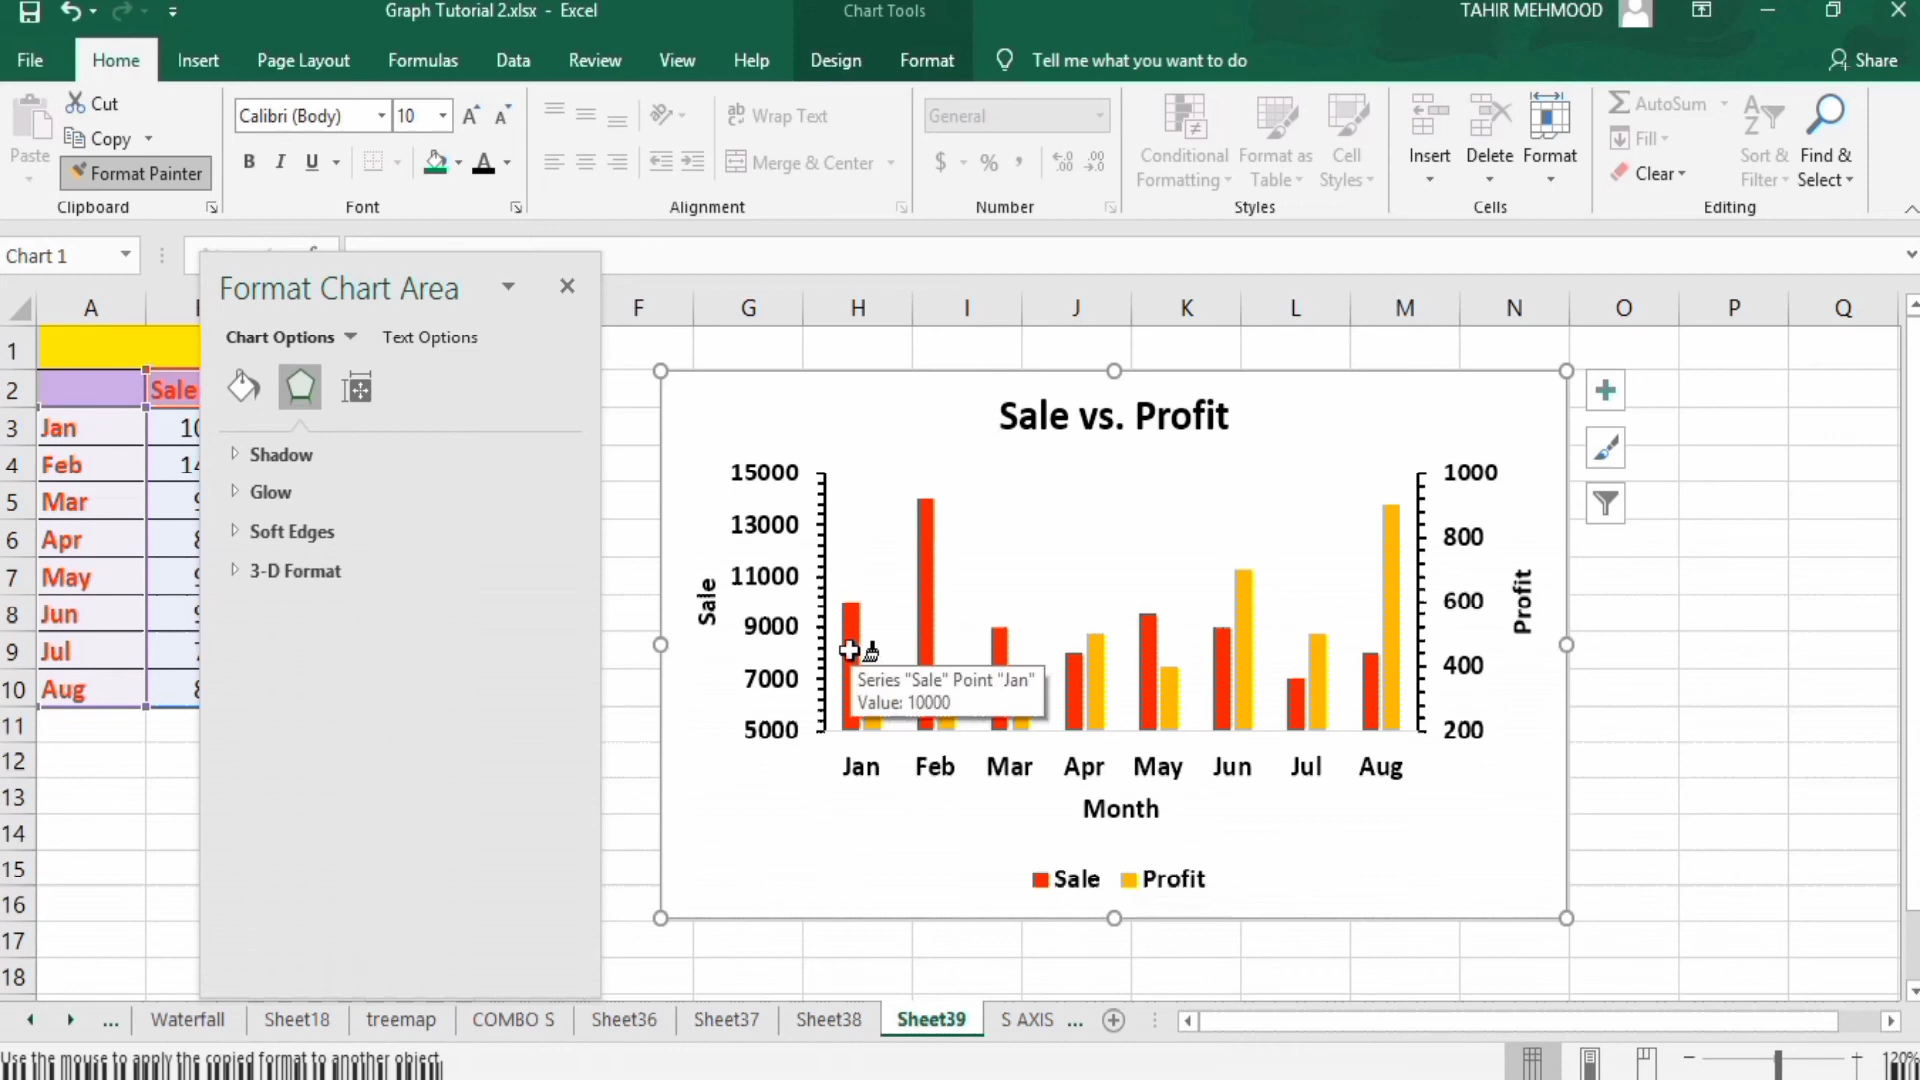 Graph Tutorial 2.xlsx - Excel
Chart Tools
TAHIR MEHMOOD
File
Home
Insert
Page Layout
Formulas
Data
Review
View
Help
Design
Format
Tell me what you want to do
Share
Paste
Cut
Copy
Format Painter
Clipboard
Calibri (Body)
10
B I U
A
Font
ab Wrap Text
Merge & Center
Alignment
General
$ % ,
Number
Conditional
Formatting
Format as
Table
Cell
Styles
Styles
Insert
Delete
Format
Cells
AutoSum
Fill
Clear
Sort &
Filter
Find &
Select
Editing
Chart 1
A F G H I J K L M N O P Q
1
2 Sale
3 Jan
4 Feb
5 Mar
6 Apr
7 May
8 Jun
9 Jul
10 Aug
11
12
13
14
15
16
17
18
Format Chart Area
Chart Options
Text Options
Shadow
Glow
Soft Edges
3-D Format
Sale vs. Profit
15000
13000
11000
9000
7000
5000
Sale
1000
800
600
400
200
Profit
Series "Sale" Point "Jan"
Value: 10000
Jan Feb Mar Apr May Jun Jul Aug
Month
Sale Profit
... Waterfall Sheet18 treemap COMBO S Sheet36 Sheet37 Sheet38 Sheet39 S AXIS ...
Use the mouse to apply the copied format to another object.
120%